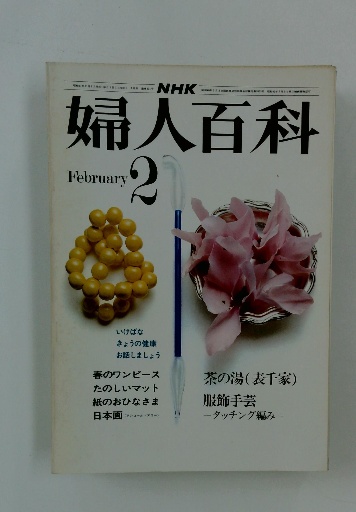 NHK
婦人百科
February 2
いけばな
きょうの健康
お話しましょう
春のワンピース
たのしいマット
紙のおひなさま
日本画
茶の湯(表千家)
服飾手芸
―タッチング編み―